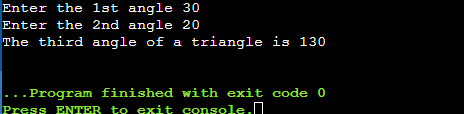 Enter the 1st angle 30
Enter the 2nd angle 20
The third angle of a triangle is 130
...Program finished with exit code 0
Press ENTER to exit console.